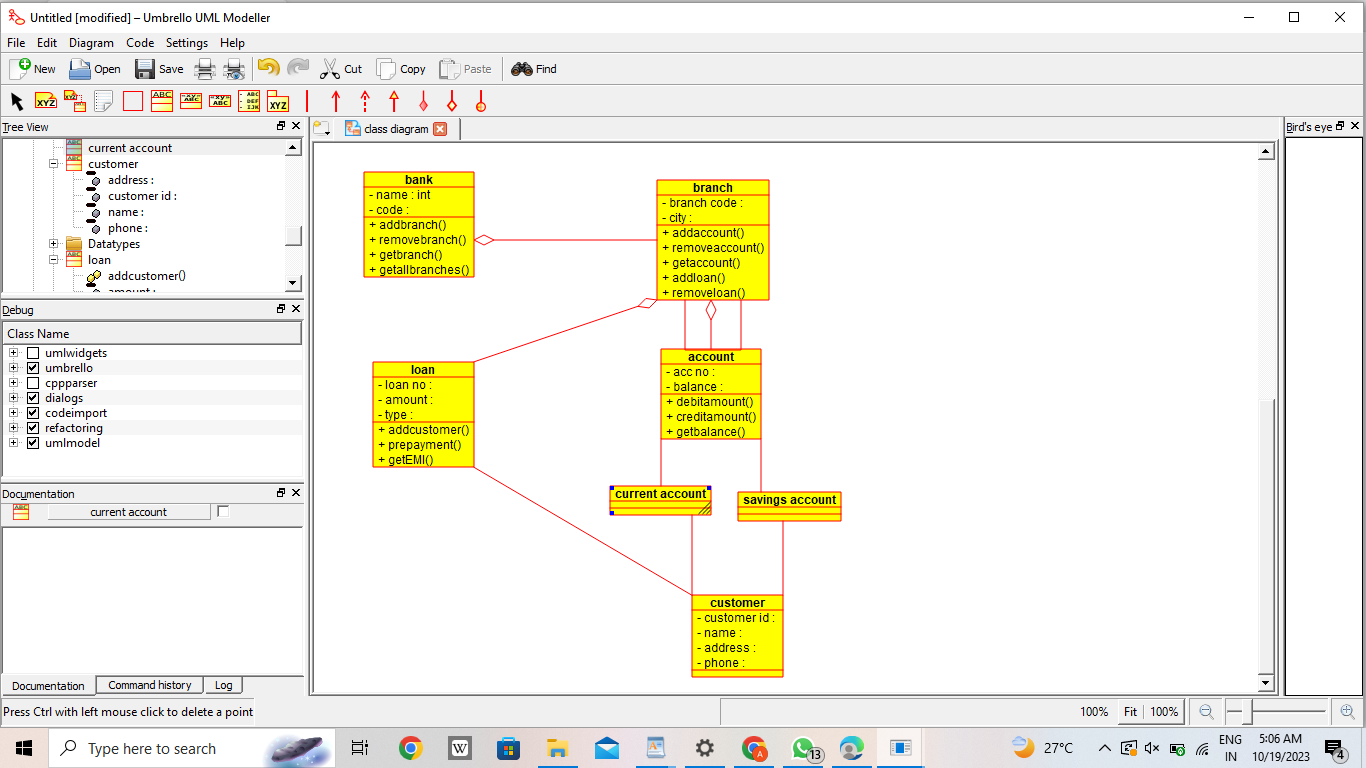 Untitled [modified] – Umbrello UML Modeller
File Edit Diagram Code Settings Help
New Open Save Cut Copy Paste Find
Tree View
current account
customer
address :
customer id :
name :
phone :
Datatypes
loan
addcustomer()
amount :
Debug
Class Name
umlwidgets
umbrello
cppparser
dialogs
codeimport
refactoring
umlmodel
Documentation
current account
Documentation Command history Log
Press Ctrl with left mouse click to delete a point
class diagram
bank
- name : int
- code :
+ addbranch()
+ removebranch()
+ getbranch()
+ getallbranches()
branch
- branch code :
- city :
+ addaccount()
+ removeaccount()
+ getaccount()
+ addloan()
+ removeloan()
loan
- loan no :
- amount :
- type :
+ addcustomer()
+ prepayment()
+ getEMI()
account
- acc no :
- balance :
+ debitamount()
+ creditamount()
+ getbalance()
current account
savings account
customer
- customer id :
- name :
- address :
- phone :
Bird's eye
100% Fit 100%
Type here to search
W
A
13
27°C
ENG
IN
5:06 AM
10/19/2023
4